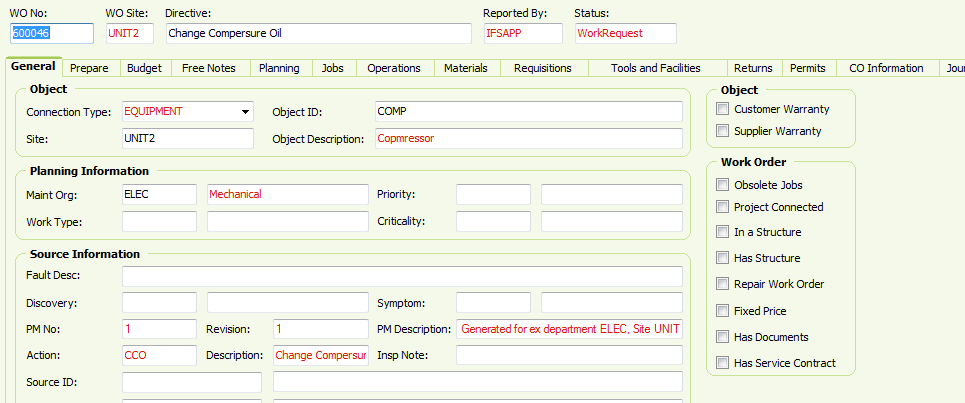 WO No: WO Site: Directive: Reported By: Status:
600046 UNIT2 Change Compersure Oil IFSAPP WorkRequest
General Prepare Budget Free Notes Planning Jobs Operations Materials Requisitions Tools and Facilities Returns Permits CO Information Jour
Object
Connection Type: EQUIPMENT Object ID: COMP
Site: UNIT2 Object Description: Copmressor
Planning Information
Maint Org: ELEC Mechanical Priority:
Work Type: Criticality:
Source Information
Fault Desc:
Discovery: Symptom:
PM No: 1 Revision: 1 PM Description: Generated for ex department ELEC, Site UNIT
Action: CCO Description: Change Compersur Insp Note:
Source ID:
Object
Customer Warranty
Supplier Warranty
Work Order
Obsolete Jobs
Project Connected
In a Structure
Has Structure
Repair Work Order
Fixed Price
Has Documents
Has Service Contract